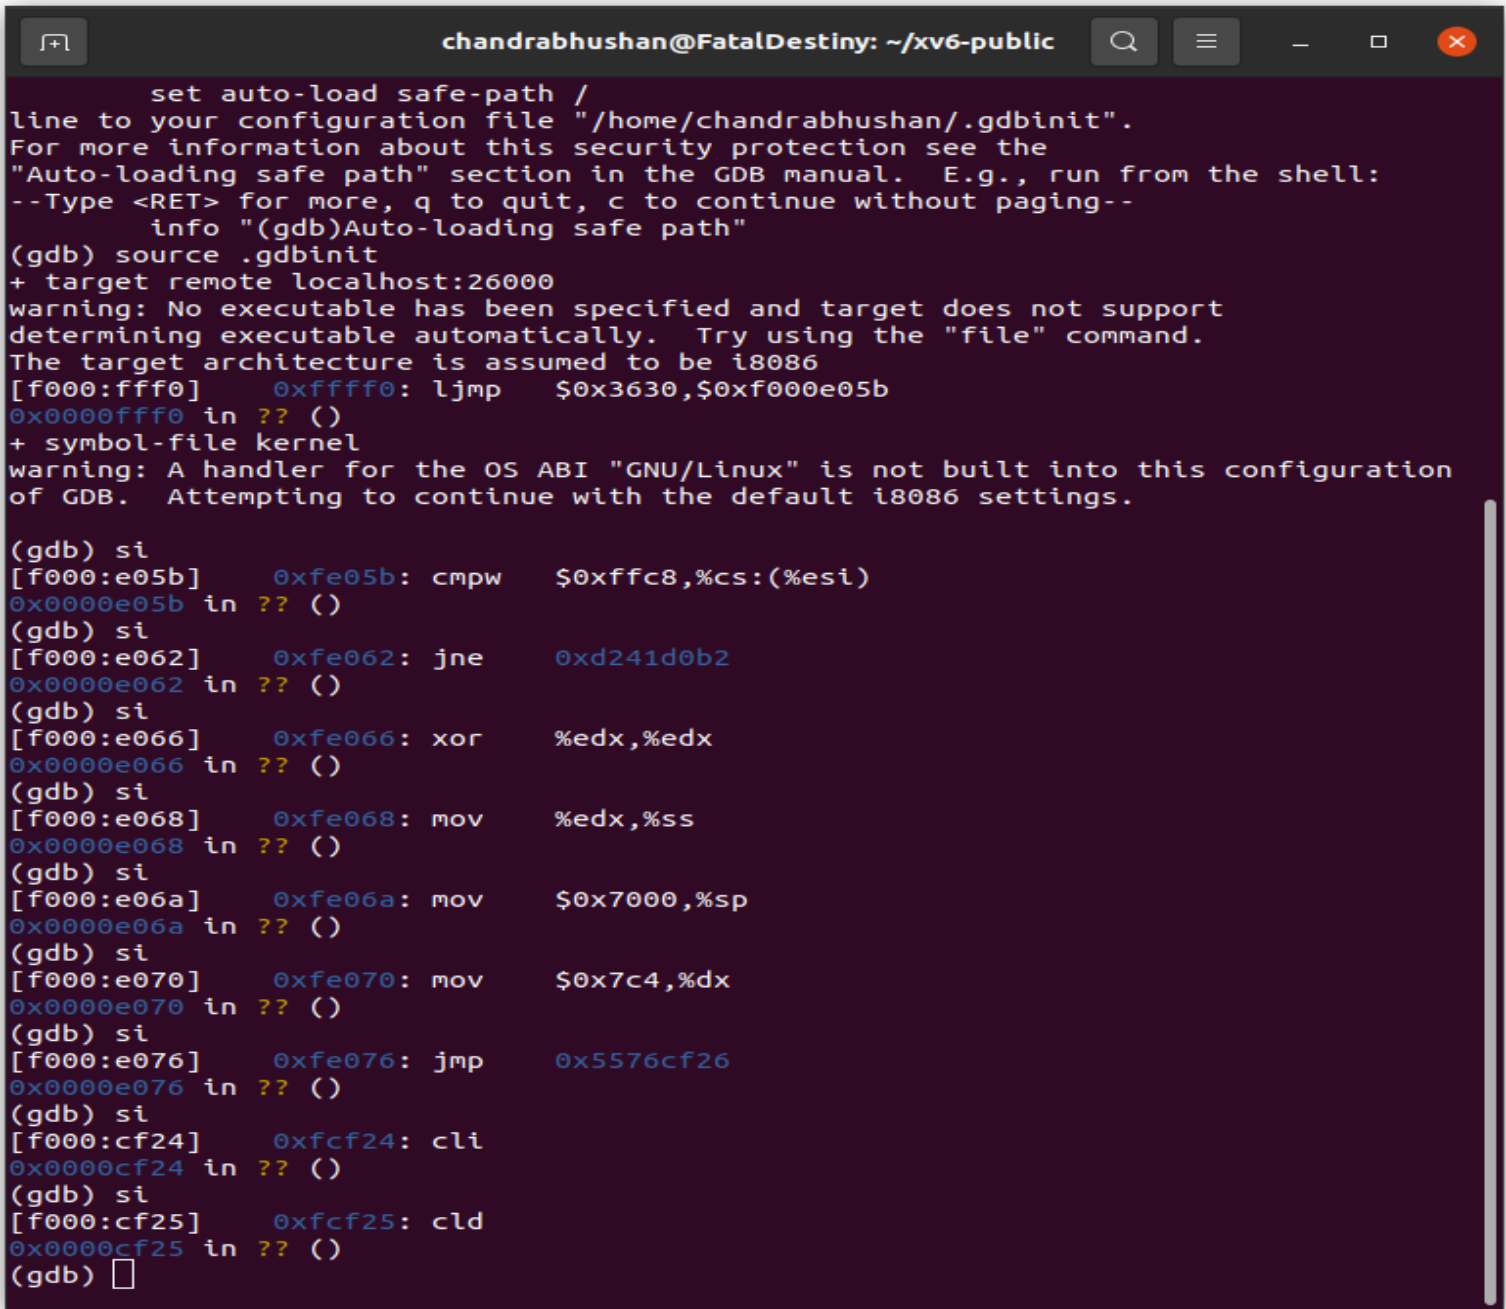 chandrabhushan@FatalDestiny: ~/xv6-public
set auto-load safe-path /
line to your configuration file "/home/chandrabhushan/.gdbinit".
For more information about this security protection see the
"Auto-loading safe path" section in the GDB manual.  E.g., run from the shell:
--Type <RET> for more, q to quit, c to continue without paging--
        info "(gdb)Auto-loading safe path"
(gdb) source .gdbinit
+ target remote localhost:26000
warning: No executable has been specified and target does not support
determining executable automatically.  Try using the "file" command.
The target architecture is assumed to be i8086
[f000:fff0]    0xffff0: ljmp   $0x3630,$0xf000e05b
0x0000fff0 in ?? ()
+ symbol-file kernel
warning: A handler for the OS ABI "GNU/Linux" is not built into this configuration
of GDB.  Attempting to continue with the default i8086 settings.

(gdb) si
[f000:e05b]    0xfe05b: cmpw   $0xffc8,%cs:(%esi)
0x0000e05b in ?? ()
(gdb) si
[f000:e062]    0xfe062: jne    0xd241d0b2
0x0000e062 in ?? ()
(gdb) si
[f000:e066]    0xfe066: xor    %edx,%edx
0x0000e066 in ?? ()
(gdb) si
[f000:e068]    0xfe068: mov    %edx,%ss
0x0000e068 in ?? ()
(gdb) si
[f000:e06a]    0xfe06a: mov    $0x7000,%sp
0x0000e06a in ?? ()
(gdb) si
[f000:e070]    0xfe070: mov    $0x7c4,%dx
0x0000e070 in ?? ()
(gdb) si
[f000:e076]    0xfe076: jmp    0x5576cf26
0x0000e076 in ?? ()
(gdb) si
[f000:cf24]    0xfcf24: cli
0x0000cf24 in ?? ()
(gdb) si
[f000:cf25]    0xfcf25: cld
0x0000cf25 in ?? ()
(gdb)